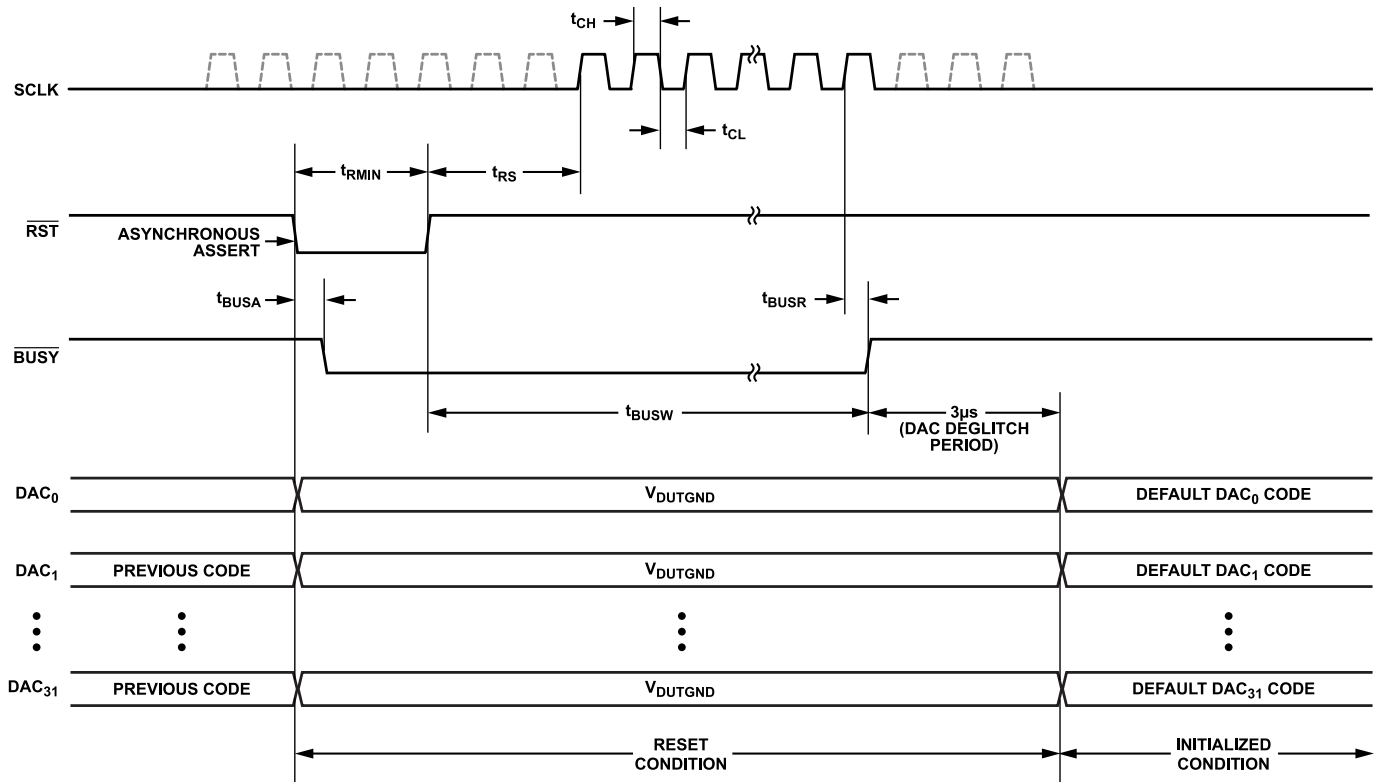 tCH
SCLK
tCL
tRMIN
tRS
RST
ASYNCHRONOUS
ASSERT
tBUSA
tBUSR
BUSY
tBUSW
3µs
(DAC DEGLITCH
PERIOD)
DAC0
VDUTGND
DEFAULT DAC0 CODE
DAC1
PREVIOUS CODE
VDUTGND
DEFAULT DAC1 CODE
DAC31
PREVIOUS CODE
VDUTGND
DEFAULT DAC31 CODE
RESET
CONDITION
INITIALIZED
CONDITION